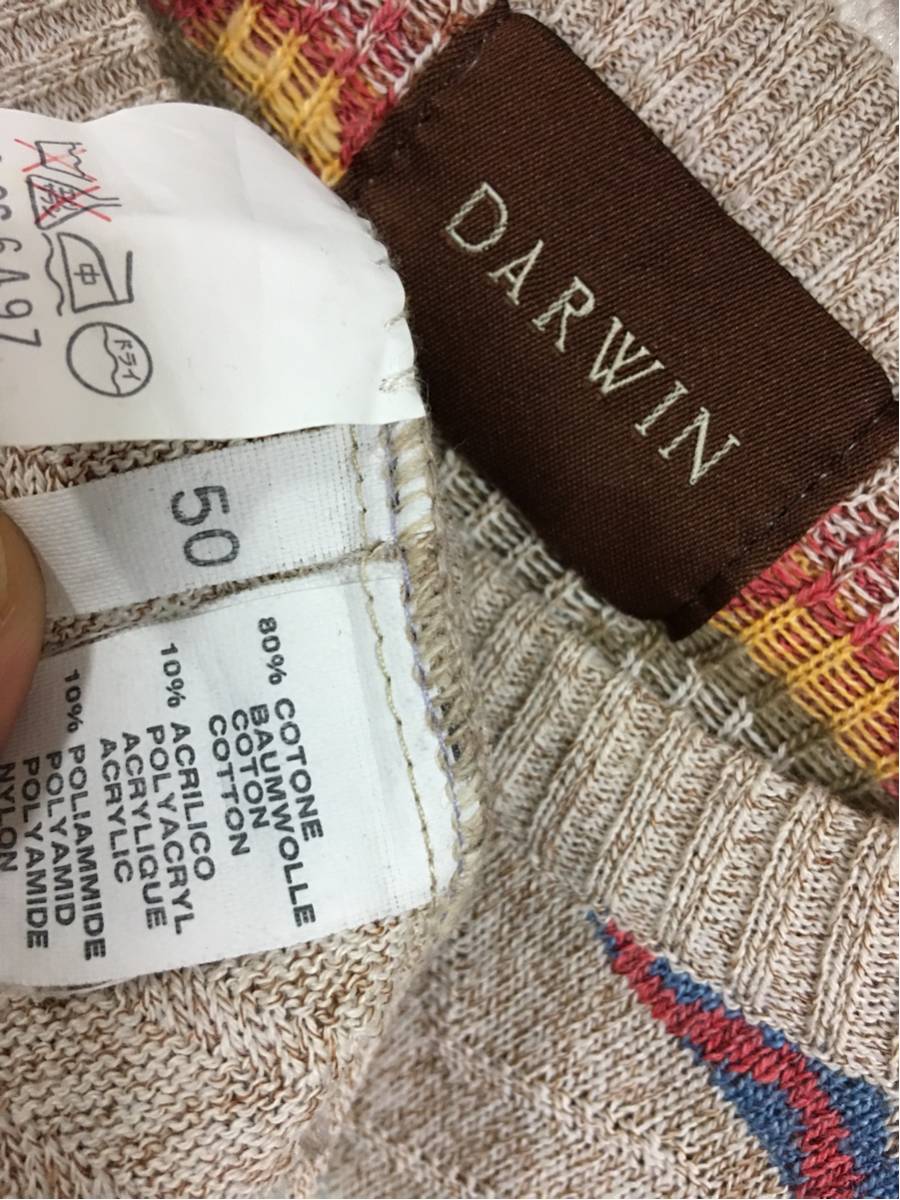 DARWIN
中
ドライ
50
80% COTONE
BAUMWOLLE
COTON
COTTON
10% ACRILICO
POLYACRYL
ACRYLIQUE
ACRYLIC
10% POLIAMMIDE
POLYAMID
POLYAMIDE
NYLON